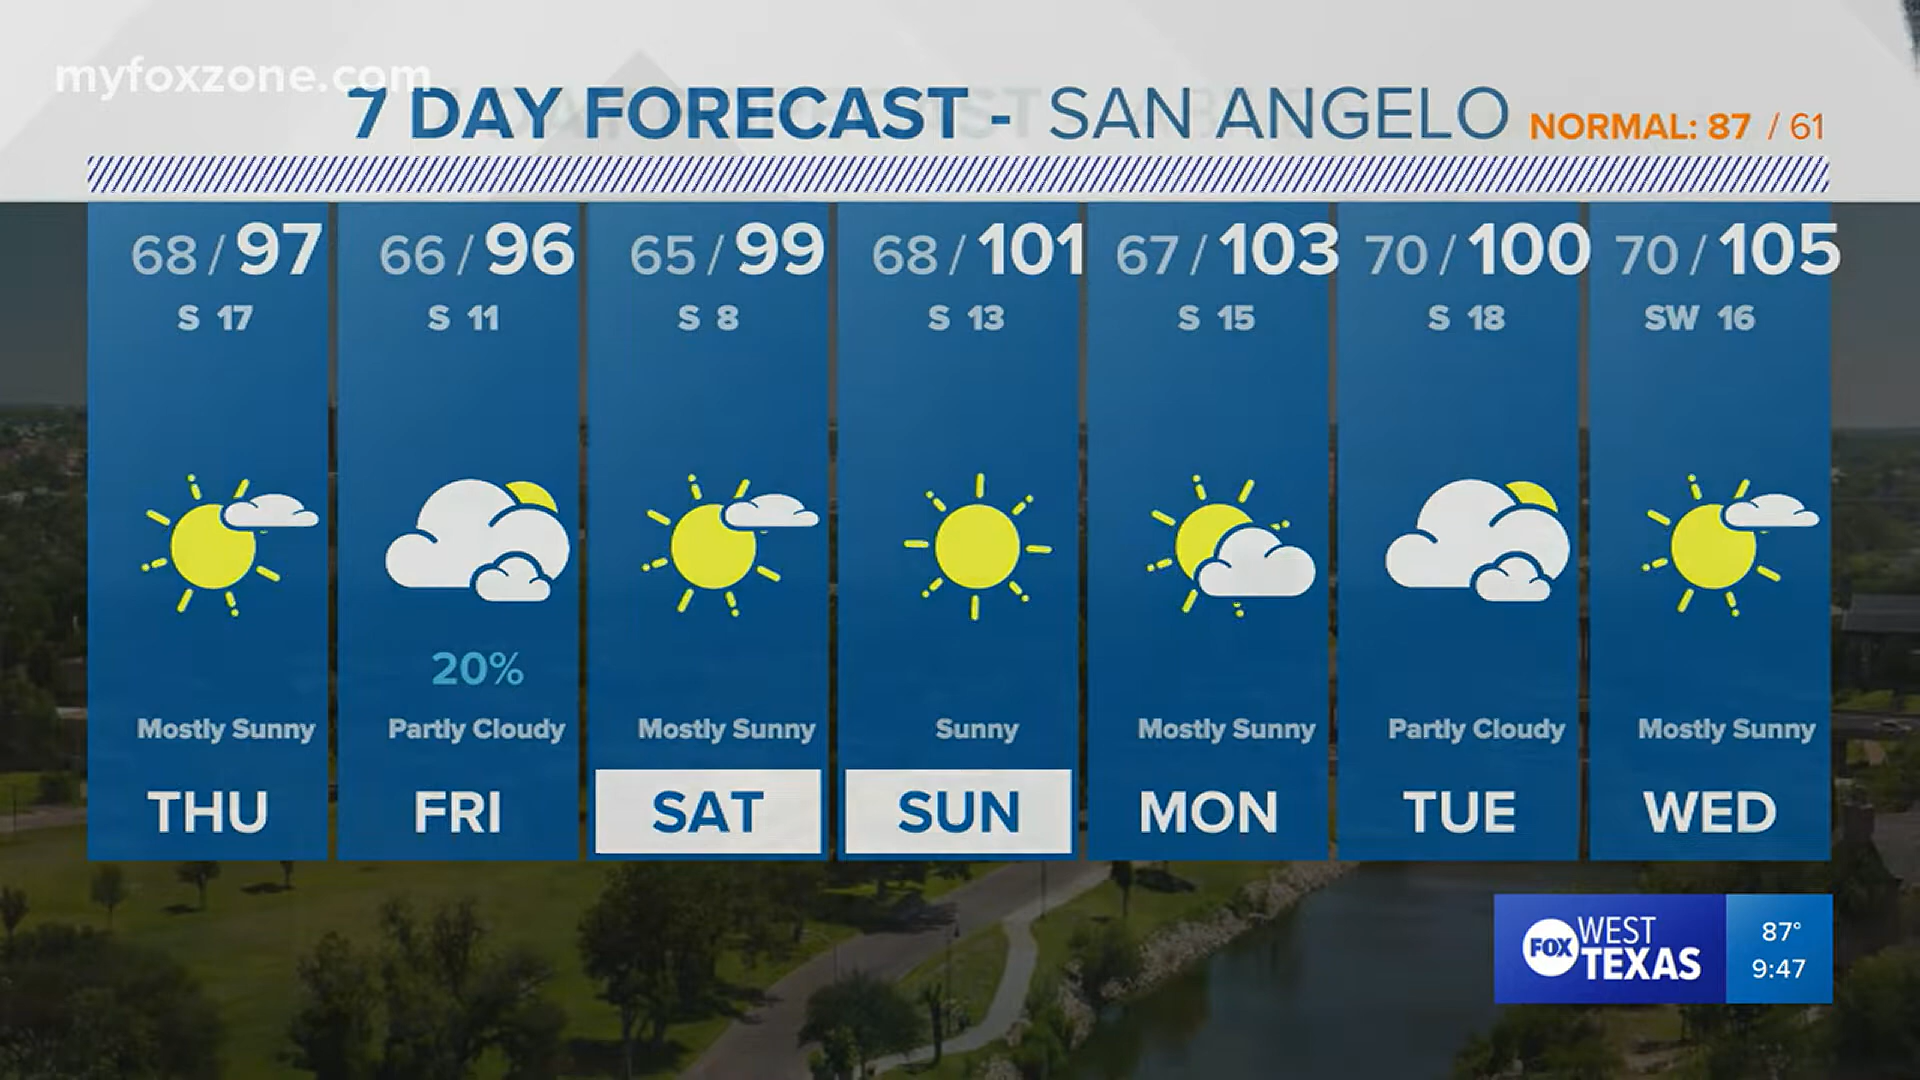 myfoxzone.com
7 DAY FORECAST - SAN ANGELO NORMAL: 87 / 61
68 / 97 66 / 96 65 / 99 68 / 101 67 / 103 70 / 100 70 / 105
S 17 S 11 S 8 S 13 S 15 S 18 SW 16
20%
Mostly Sunny Partly Cloudy Mostly Sunny Sunny Mostly Sunny Partly Cloudy Mostly Sunny
THU FRI SAT SUN MON TUE WED
FOX WEST TEXAS
87°
9:47